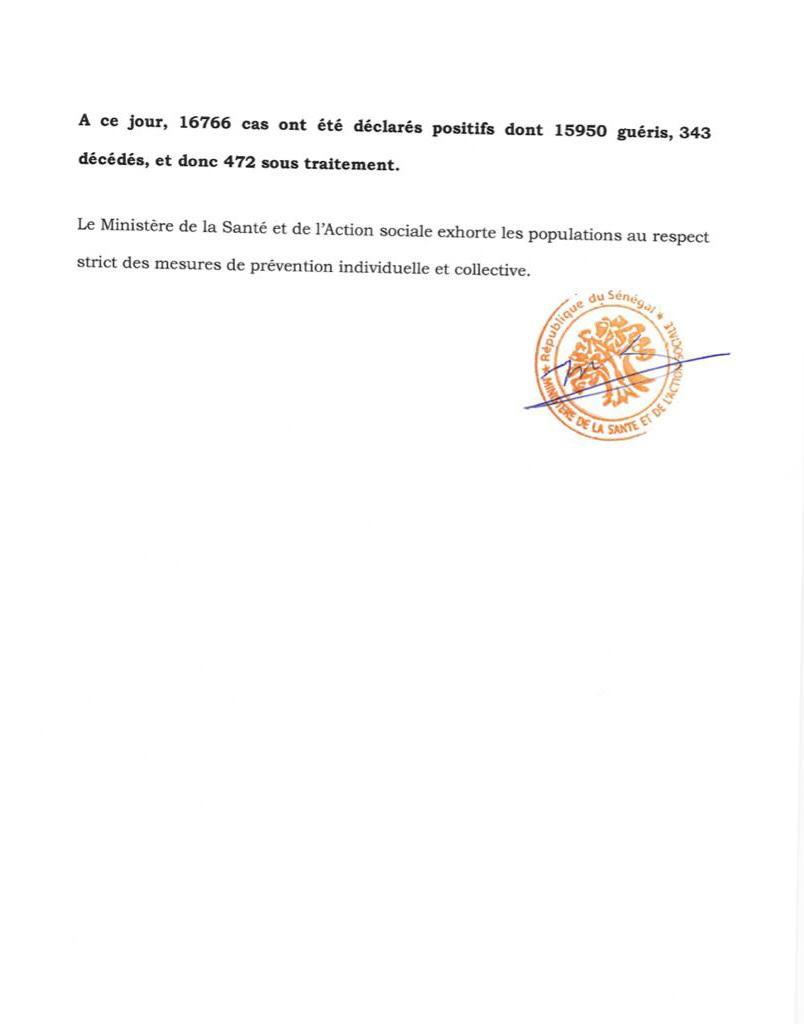 A ce jour, 16766 cas ont été déclarés positifs dont 15950 guéris, 343
décédés, et donc 472 sous traitement.
Le Ministère de la Santé et de l'Action sociale exhorte les populations au respect
strict des mesures de prévention individuelle et collective.
République du Sénégal
MINISTERE DE LA SANTE ET DE L'ACTION SOCIALE